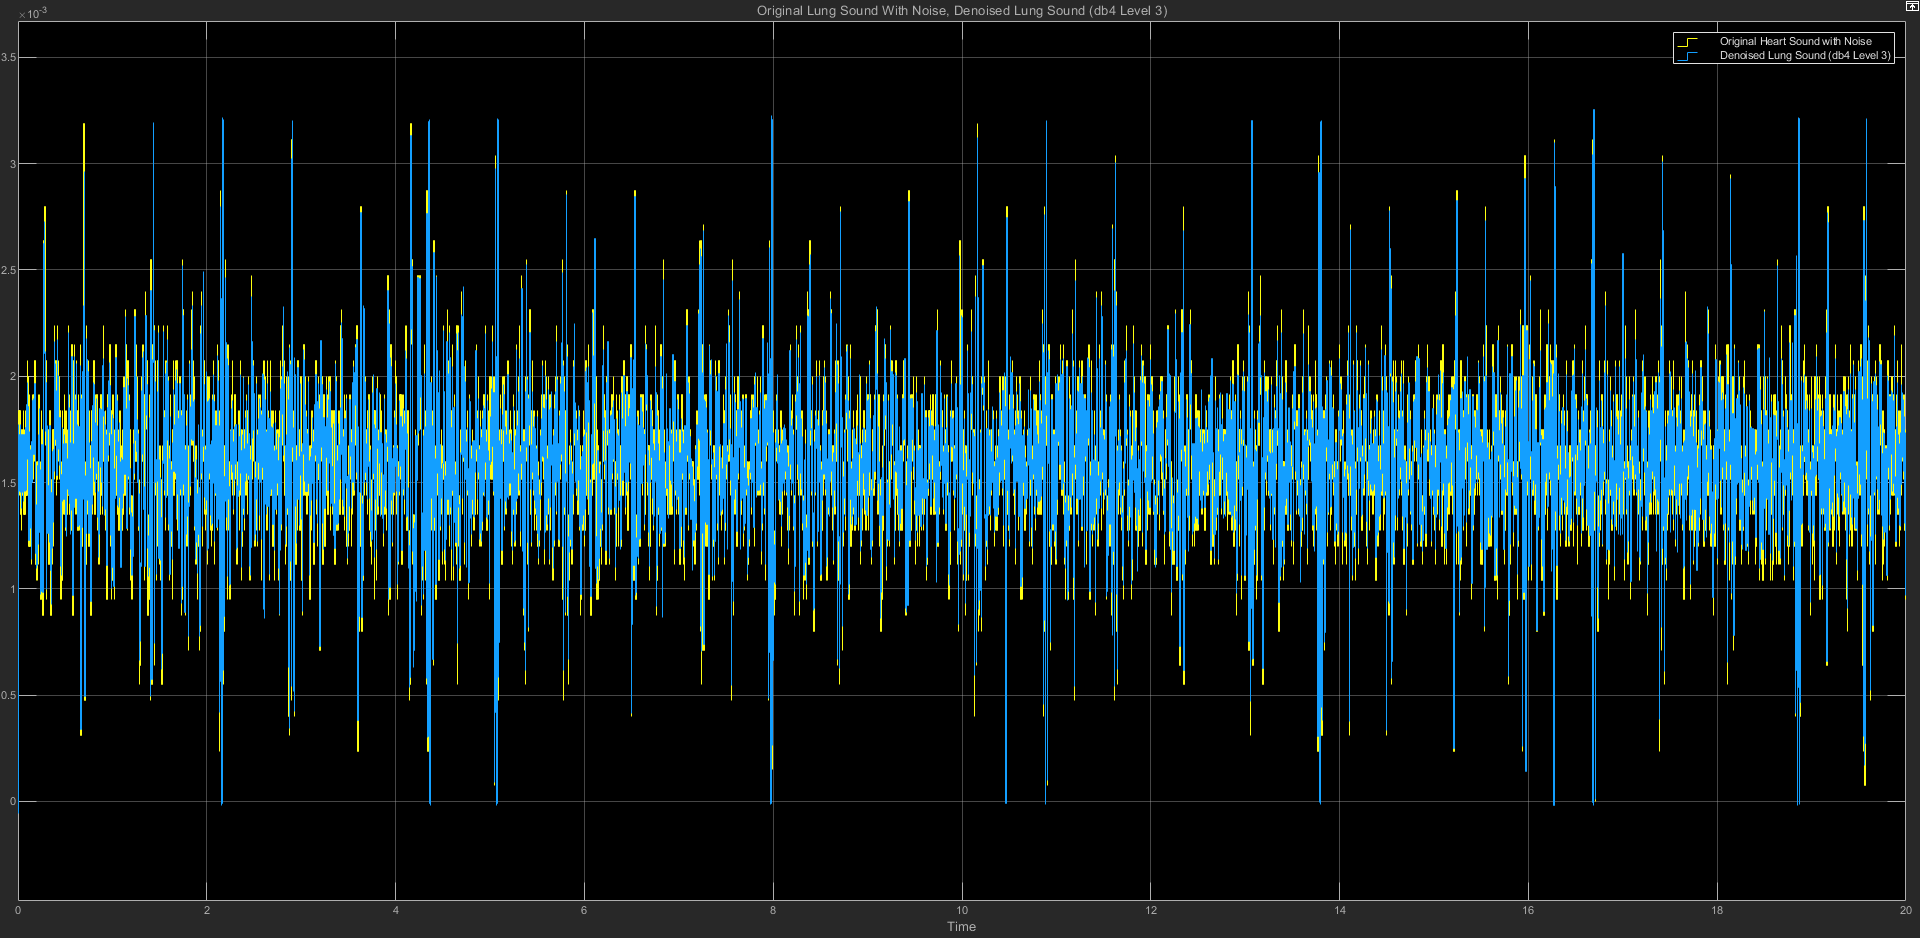 Original Lung Sound With Noise, Denoised Lung Sound (db4 Level 3)
×10⁻³
Original Heart Sound with Noise
Denoised Lung Sound (db4 Level 3)
3.5
3
2.5
2
1.5
1
0.5
0
0 2 4 6 8 10 12 14 16 18 20
Time